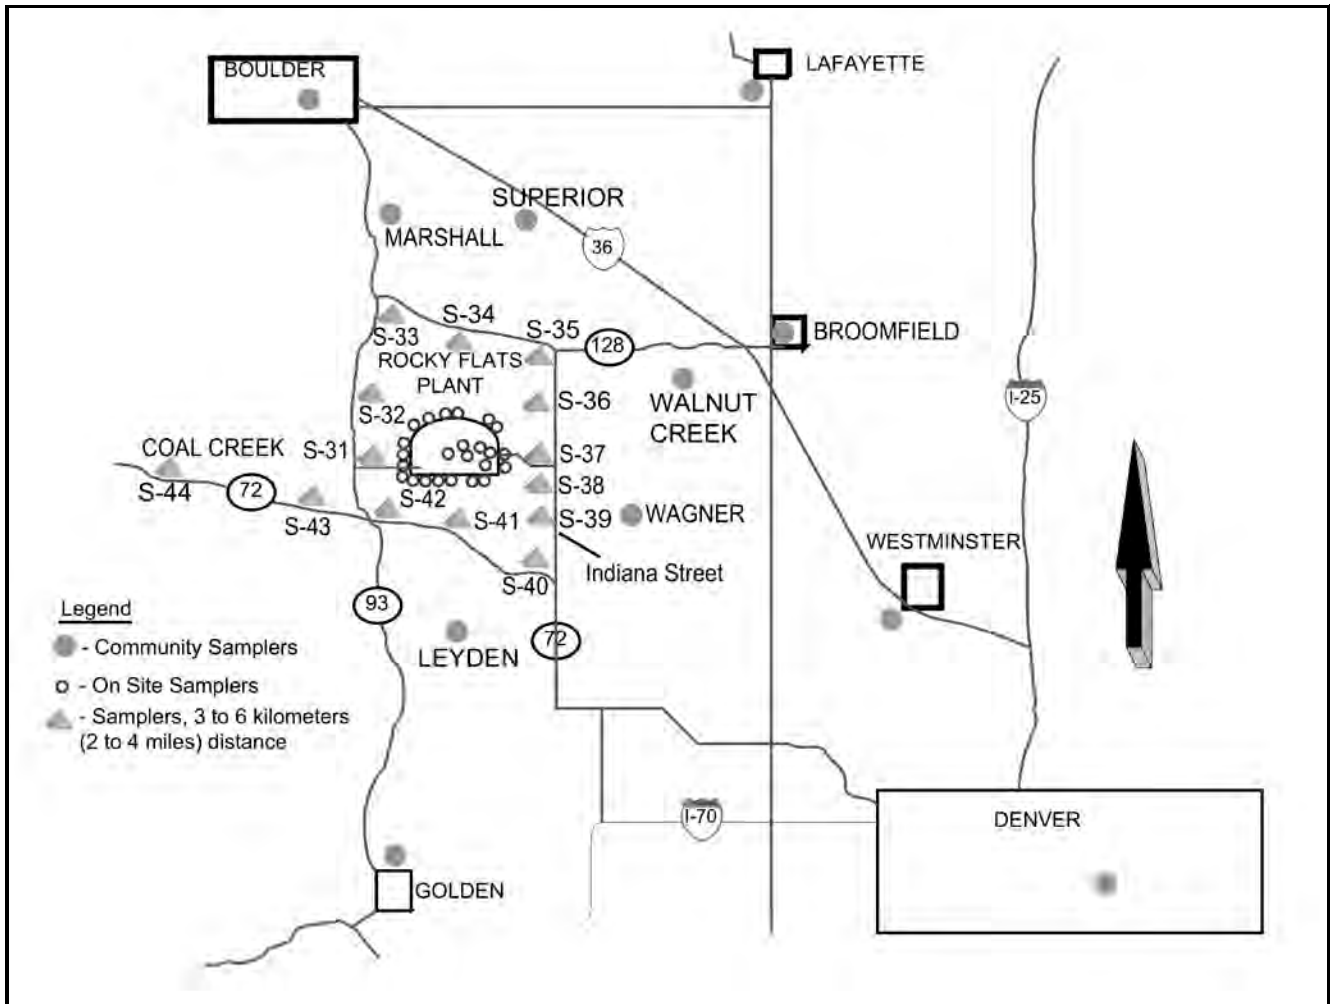 BOULDER
LAFAYETTE
SUPERIOR
MARSHALL
36
S-34
S-33
S-35
128
BROOMFIELD
ROCKY FLATS
PLANT
S-32
S-36
WALNUT
CREEK
I-25
COAL CREEK
S-31
S-37
S-44
72
S-42
S-38
S-43
S-41
S-39
WAGNER
WESTMINSTER
S-40
Indiana Street
93
Legend
- Community Samplers
LEYDEN
72
- On Site Samplers
- Samplers, 3 to 6 kilometers
(2 to 4 miles) distance
I-70
DENVER
GOLDEN